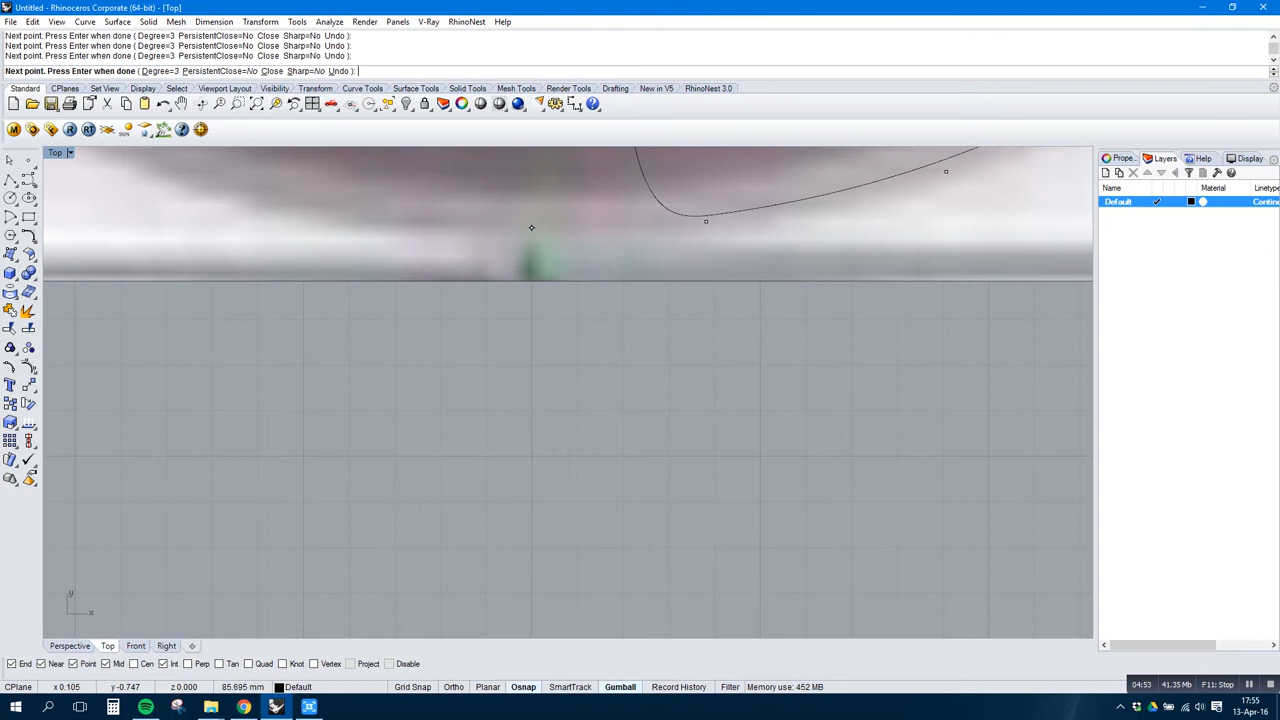 Untitled - Rhinoceros Corporate (64-bit) - [Top]
File Edit View Curve Surface Solid Mesh Dimension Transform Tools Analyze Render Panels V-Ray RhinoNest Help
Next point. Press Enter when done ( Degree=3 PersistentClose=No Close Sharp=No Undo ):
Next point. Press Enter when done ( Degree=3 PersistentClose=No Close Sharp=No Undo ):
Next point. Press Enter when done ( Degree=3 PersistentClose=No Close Sharp=No Undo ):
Next point. Press Enter when done ( Degree=3 PersistentClose=No Close Sharp=No Undo ):
Standard CPlanes Set View Display Select Viewport Layout Visibility Transform Curve Tools Surface Tools Solid Tools Mesh Tools Render Tools Drafting New in V5 RhinoNest 3.0
Top
Prope... Layers Help Display
Name Material Linetype
Default Continu
y
x
Perspective Top Front Right
End Near Point Mid Cen Int Perp Tan Quad Knot Vertex Project Disable
CPlane x 0.105 y -0.747 z 0.000 85.695 mm Default Grid Snap Ortho Planar Osnap SmartTrack Gumball Record History Filter Memory use: 452 MB
04:53 41.35 Mb F11: Stop
17:55
13-Apr-16